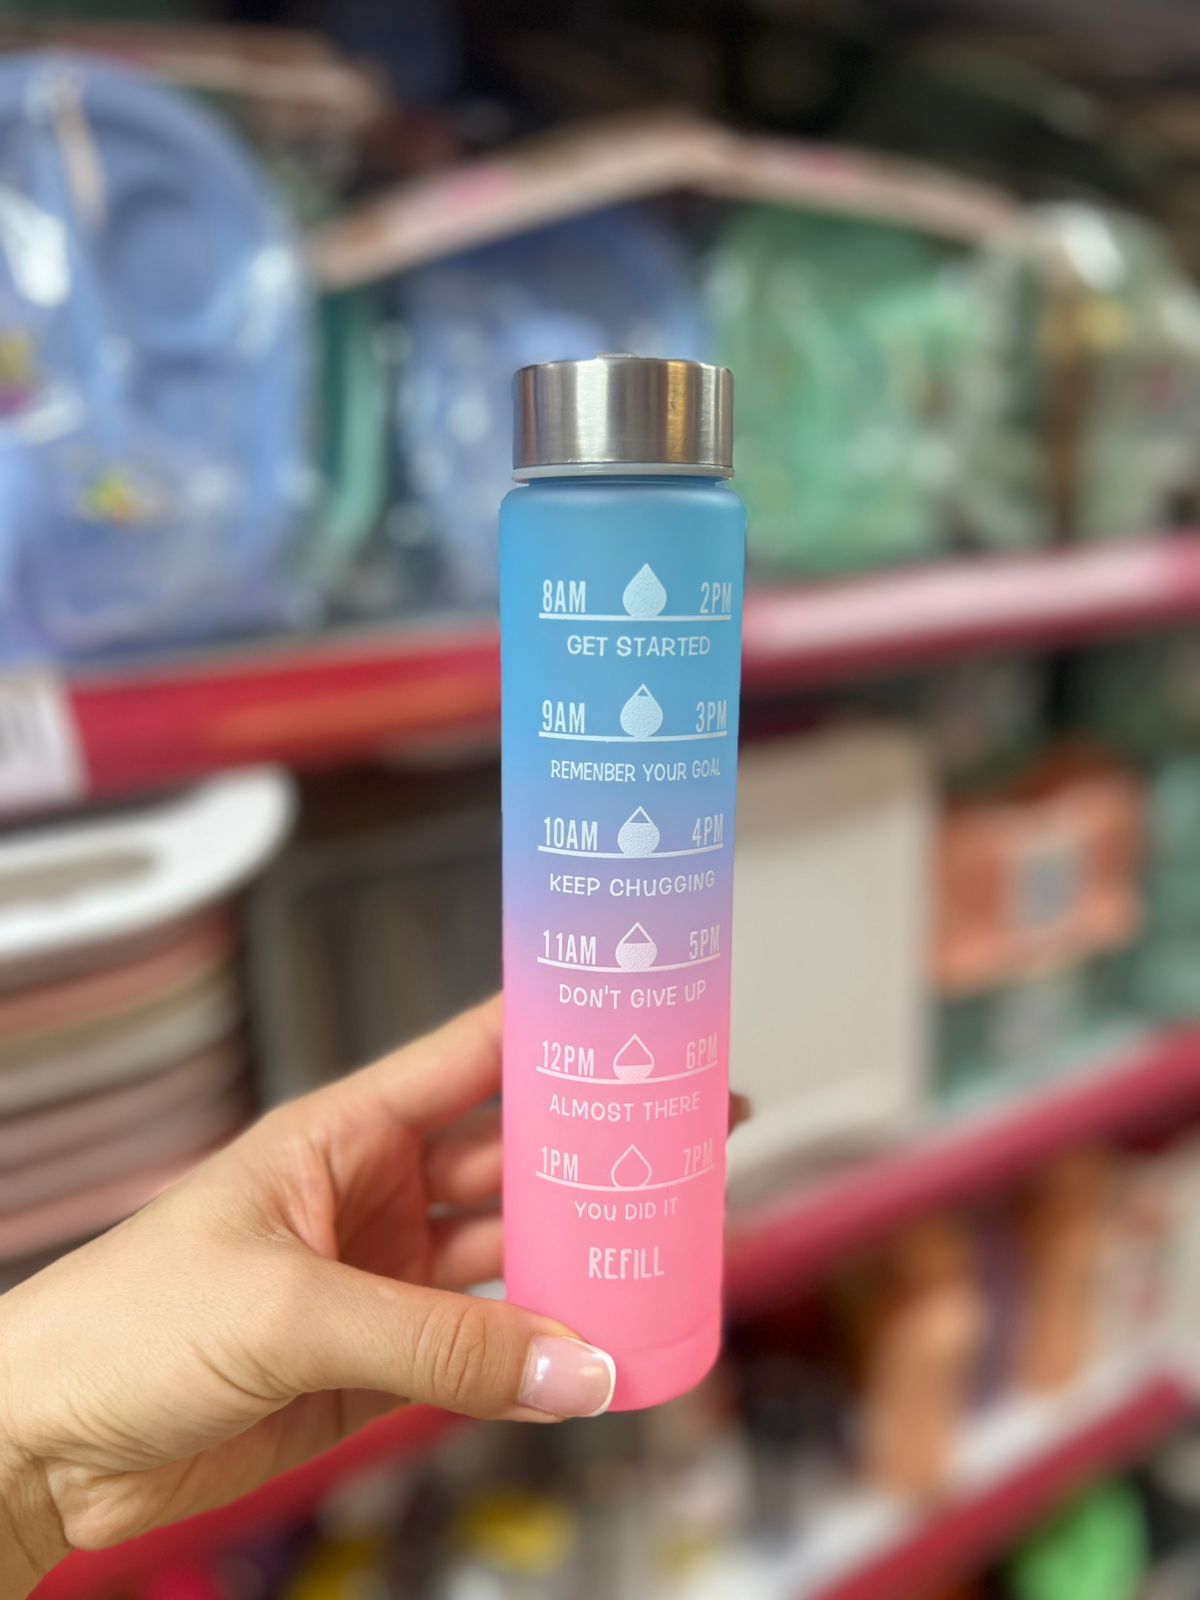 8AM 2PM
GET STARTED
9AM 3PM
REMENBER YOUR GOAL
10AM 4PM
KEEP CHUGGING
11AM 5PM
DON'T GIVE UP
12PM 6PM
ALMOST THERE
1PM 7PM
YOU DID IT
REFILL